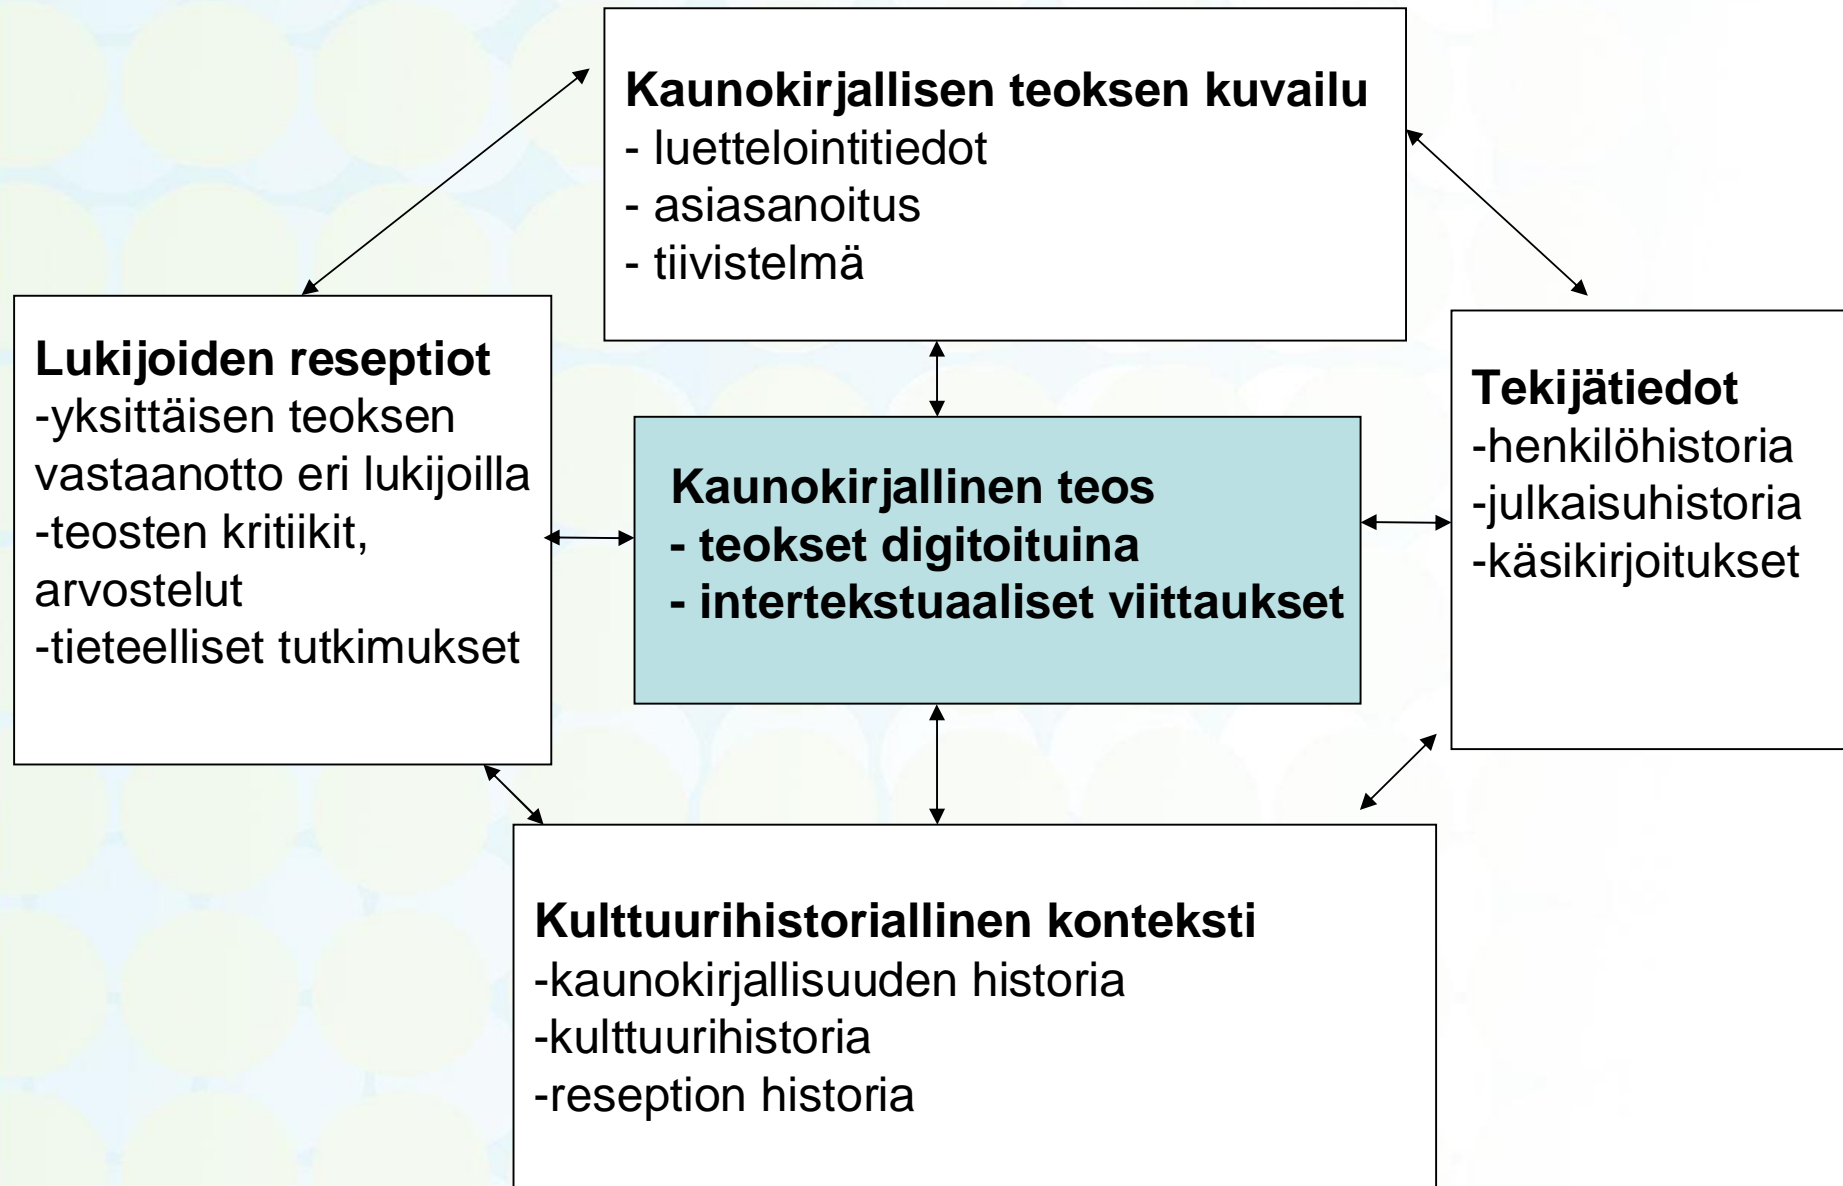 Kaunokirjallisen teoksen kuvailu
- luettelointitiedot
- asiasanoitus
- tiivistelmä
Lukijoiden reseptiot
-yksittäisen teoksen
vastaanotto eri lukijoilla
-teosten kritiikit,
arvostelut
-tieteelliset tutkimukset
Kaunokirjallinen teos
- teokset digitoituina
- intertekstuaaliset viittaukset
Tekijätiedot
-henkilöhistoria
-julkaisuhistoria
-käsikirjoitukset
Kulttuurihistoriallinen konteksti
-kaunokirjallisuuden historia
-kulttuurihistoria
-reseption historia